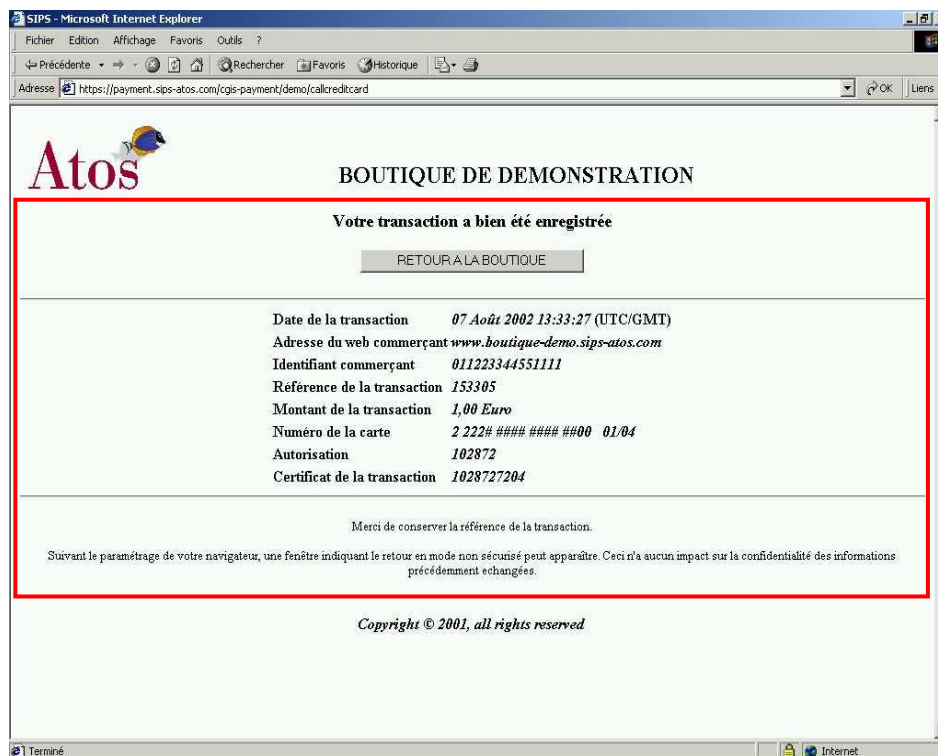 SIPS - Microsoft Internet Explorer
Fichier Edition Affichage Favoris Outils ?
Précédente Rechercher Favoris Historique
Adresse https://payment.sips-atos.com/cgis-payment/demo/callcreditcard OK Liens
Atos
BOUTIQUE DE DEMONSTRATION
Votre transaction a bien été enregistrée
RETOUR A LA BOUTIQUE
Date de la transaction 07 Août 2002 13:33:27 (UTC/GMT)
Adresse du web commerçant www.boutique-demo.sips-atos.com
Identifiant commerçant 011223344551111
Référence de la transaction 153305
Montant de la transaction 1,00 Euro
Numéro de la carte 2 222# #### #### ##00 01/04
Autorisation 102872
Certificat de la transaction 1028727204
Merci de conserver la référence de la transaction.
Suivant le paramétrage de votre navigateur, une fenêtre indiquant le retour en mode non sécurisé peut apparaître. Ceci n'a aucun impact sur la confidentialité des informations
précédemment echangées.
Copyright © 2001, all rights reserved
Terminé Internet